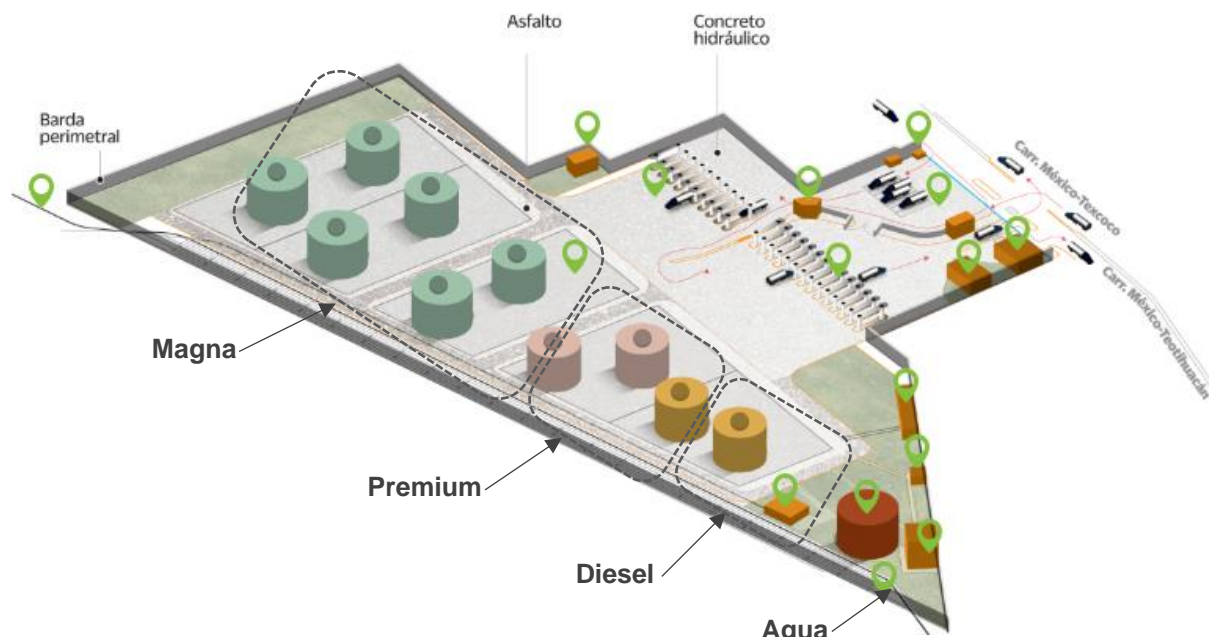 Asfalto
Concreto
hidráulico
Barda
perimetral
Carr. México-Texcoco
Carr. México-Teotihuacán
Magna
Premium
Diesel
Agua